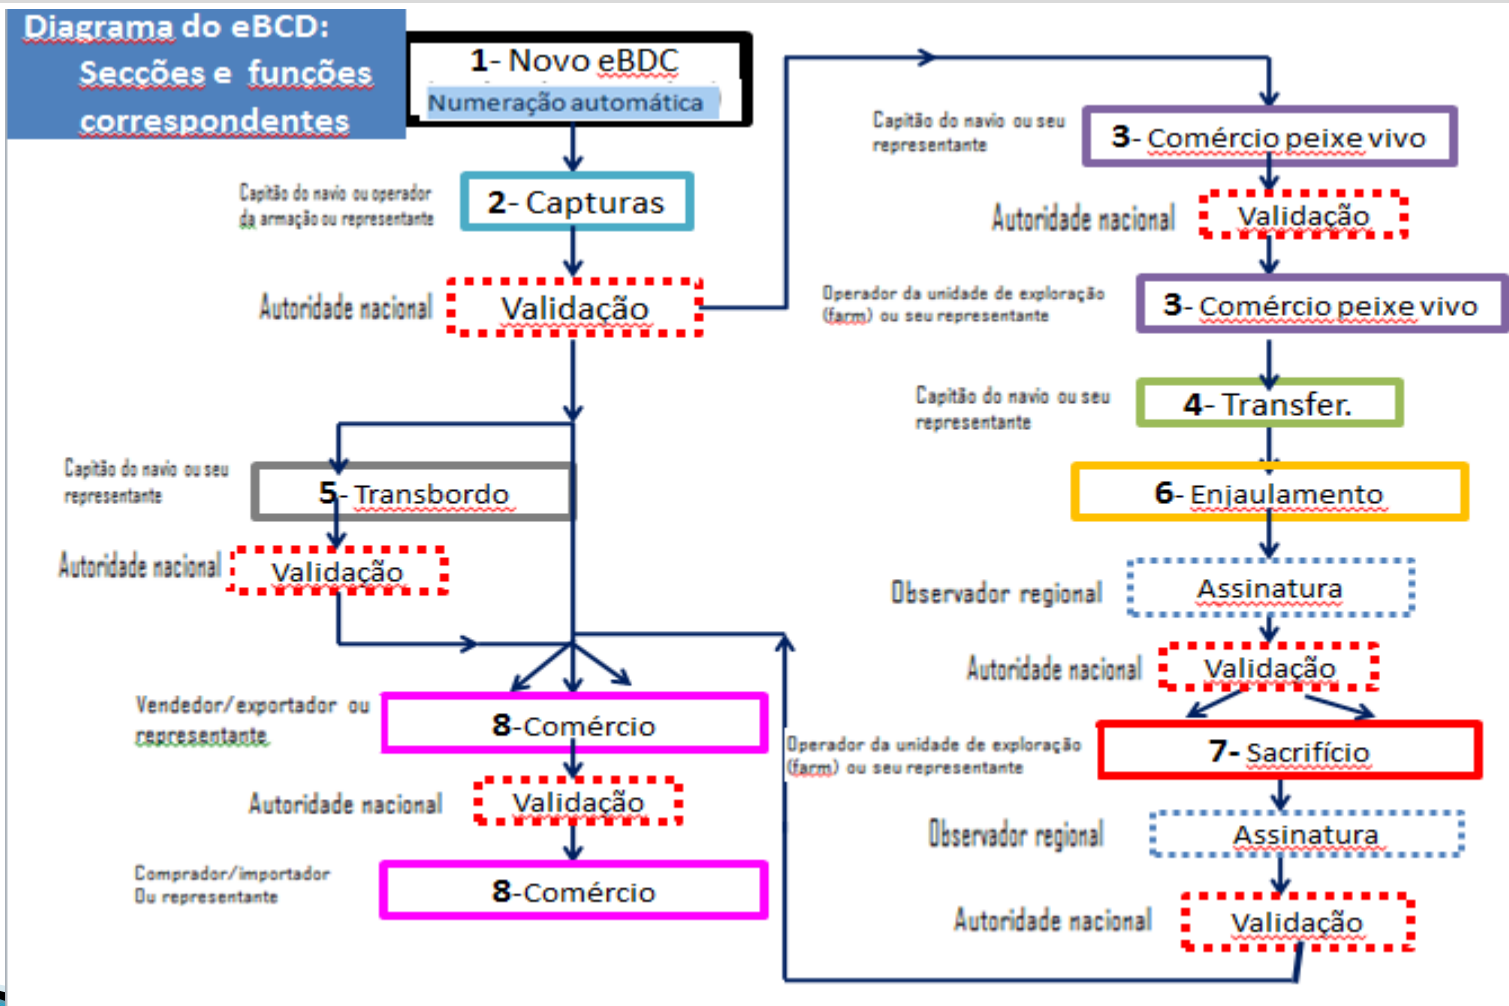 Diagrama do eBCD:
Secções e funções
correspondentes
1- Novo eBDC
Numeração automática
Capitão do navio ou operador
da armação ou representante
2- Capturas
Autoridade nacional
Validação
Capitão do navio ou seu
representante
3- Comércio peixe vivo
Autoridade nacional
Validação
Operador da unidade de exploração
(farm) ou seu representante
3- Comércio peixe vivo
Capitão do navio ou seu
representante
4- Transfer.
Capitão do navio ou seu
representante
5- Transbordo
Autoridade nacional
Validação
6- Enjaulamento
Observador regional
Assinatura
Autoridade nacional
Validação
Operador da unidade de exploração
(farm) ou seu representante
7- Sacrifício
Observador regional
Assinatura
Autoridade nacional
Validação
Vendedor/exportador ou
representante
8-Comércio
Autoridade nacional
Validação
Comprador/importador
Ou representante
8-Comércio